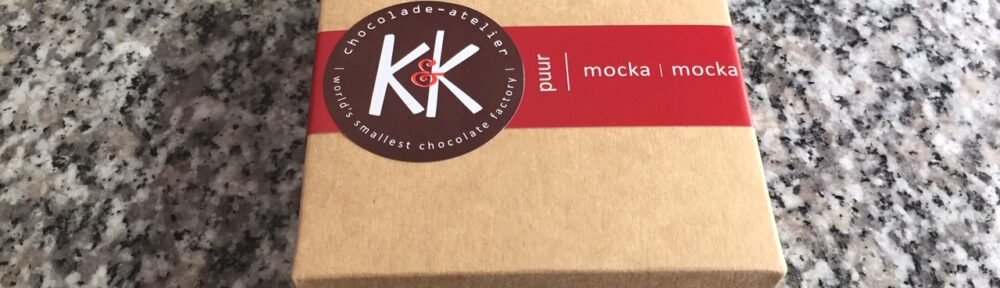 chocolade-atelier
K&K
| world's smallest chocolate factory |
puur
mocka | mocka